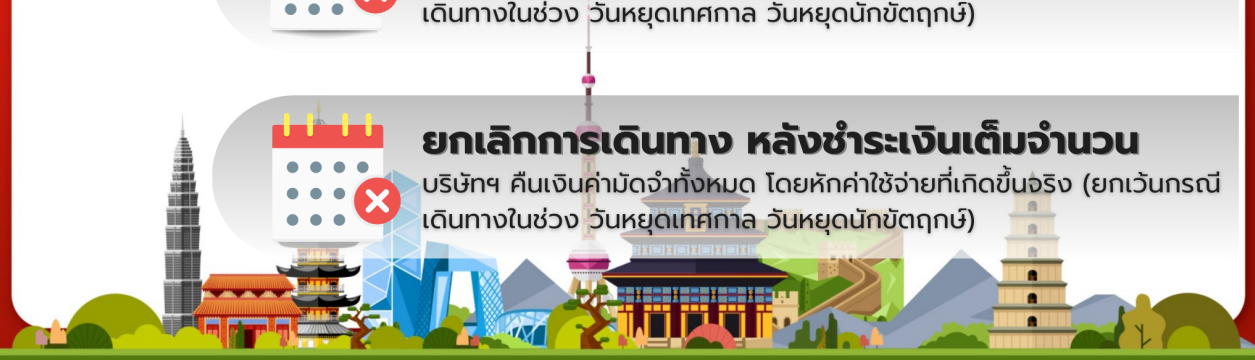 เดินทางในช่วง วันหยุดเทศกาล วันหยุดนักขัตฤกษ์)
ยกเลิกการเดินทาง หลังชำระเงินเต็มจำนวน
บริษัทฯ คืนเงินค่ามัดจำทั้งหมด โดยหักค่าใช้จ่ายที่เกิดขึ้นจริง (ยกเว้นกรณี
เดินทางในช่วง วันหยุดเทศกาล วันหยุดนักขัตฤกษ์)